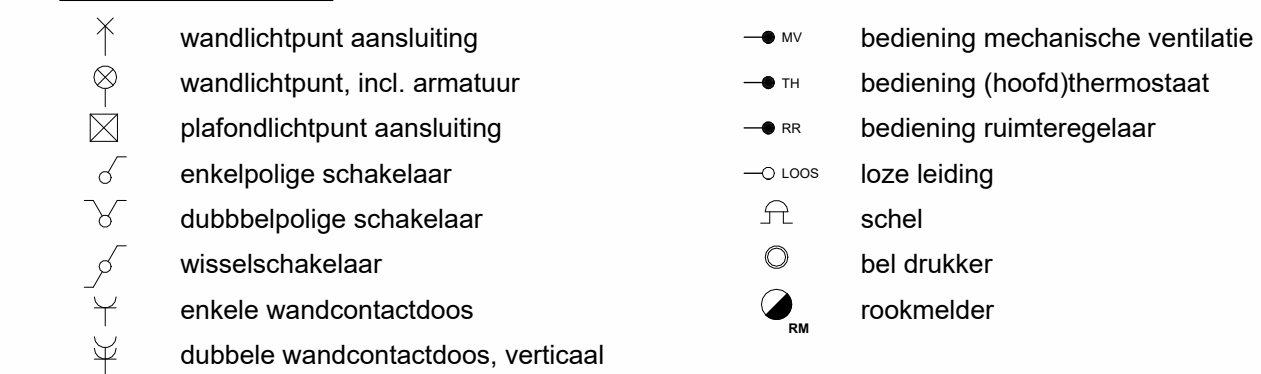 wandlichtpunt aansluiting
wandlichtpunt, incl. armatuur
plafondlichtpunt aansluiting
enkelpolige schakelaar
dubbbelpolige schakelaar
wisselschakelaar
enkele wandcontactdoos
dubbele wandcontactdoos, verticaal
MV bediening mechanische ventilatie
TH bediening (hoofd)thermostaat
RR bediening ruimteregelaar
LOOS loze leiding
schel
bel drukker
RM rookmelder